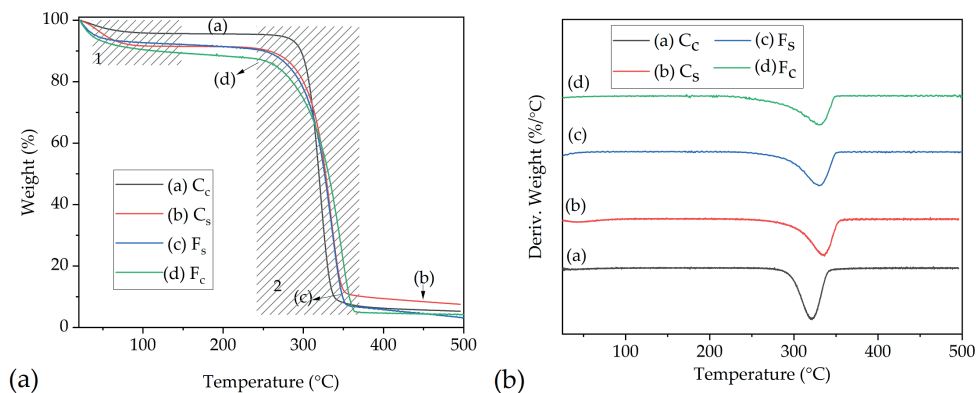 100
80
60
40
20
0
Weight (%)
(a)
1
(d)
(a) Cc
(b) Cs
(c) Fs
(d) Fc
2
(c)
(b)
0
100
200
300
400
500
Temperature (°C)
(a)
(a) Cc
(c) Fs
(b) Cs
(d) Fc
(d)
(c)
(b)
(a)
Deriv. Weight (%/°C)
100
200
300
400
500
Temperature (°C)
(b)